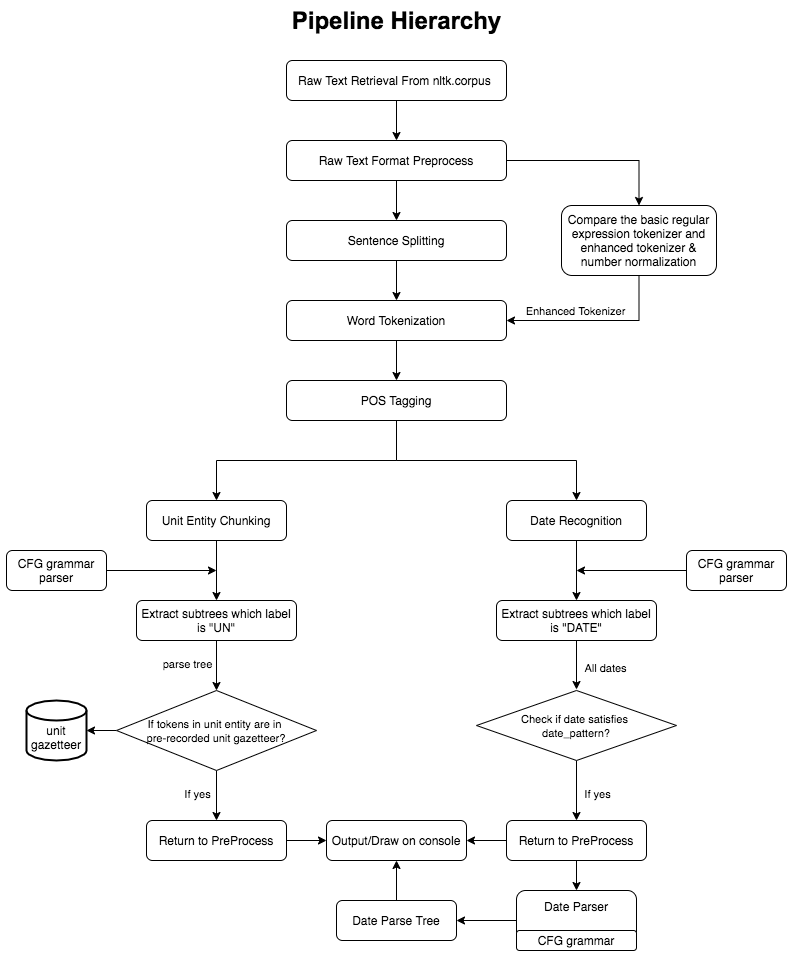 Pipeline Hierarchy
Raw Text Retrieval From nltk.corpus
Raw Text Format Preprocess
Compare the basic regular
expression tokenizer and
enhanced tokenizer &
number normalization
Sentence Splitting
Enhanced Tokenizer
Word Tokenization
POS Tagging
Unit Entity Chunking
Date Recognition
CFG grammar
parser
CFG grammar
parser
Extract subtrees which label
is "UN"
Extract subtrees which label
is "DATE"
parse tree
All dates
unit
gazetteer
If tokens in unit entity are in
pre-recorded unit gazetteer?
Check if date satisfies
date_pattern?
If yes
If yes
Return to PreProcess
Output/Draw on console
Return to PreProcess
Date Parse Tree
Date Parser
CFG grammar